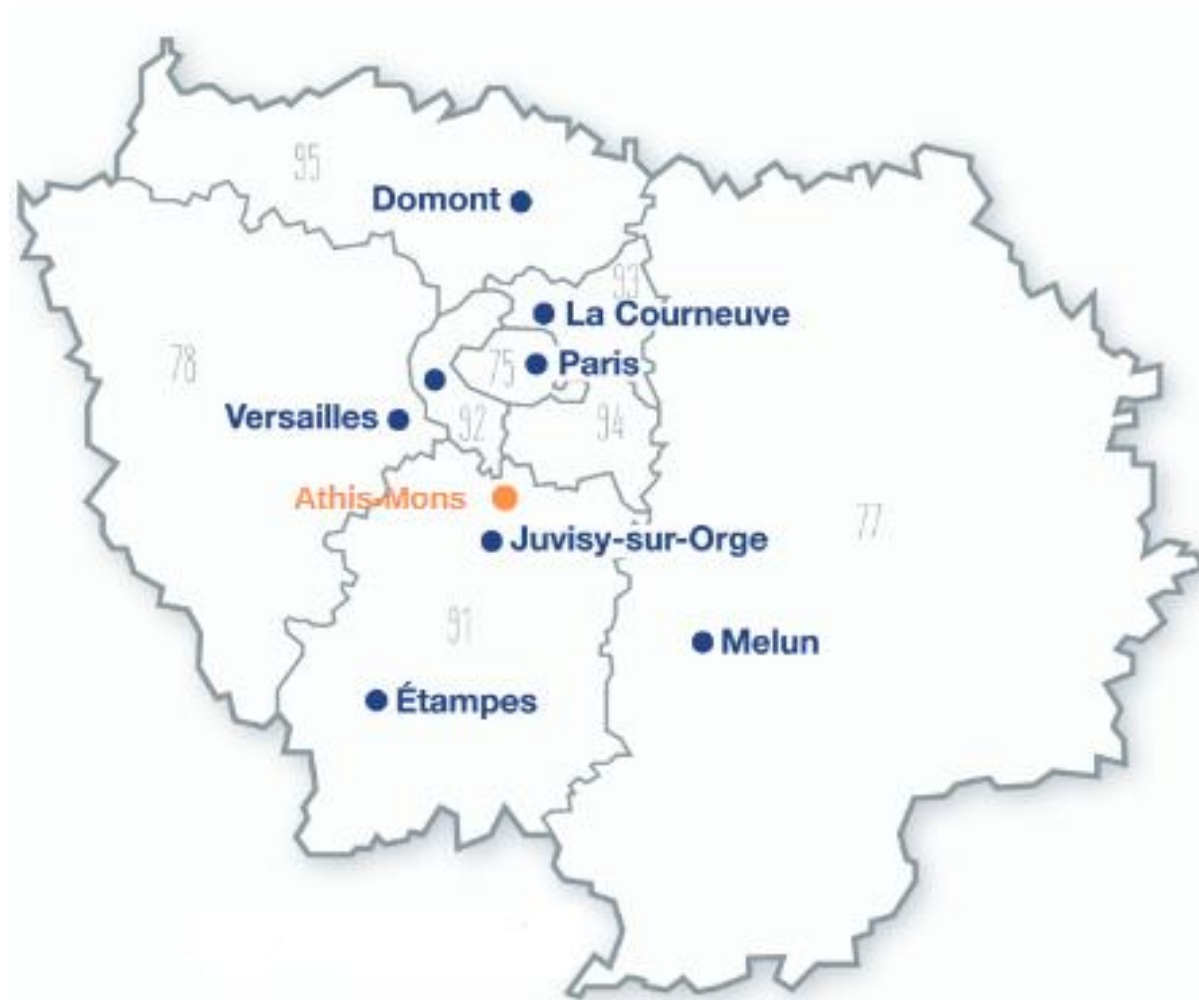 95
Domont
93
La Courneuve
78
75
Paris
Versailles
92
94
Athis-Mons
77
Juvisy-sur-Orge
91
Melun
Étampes